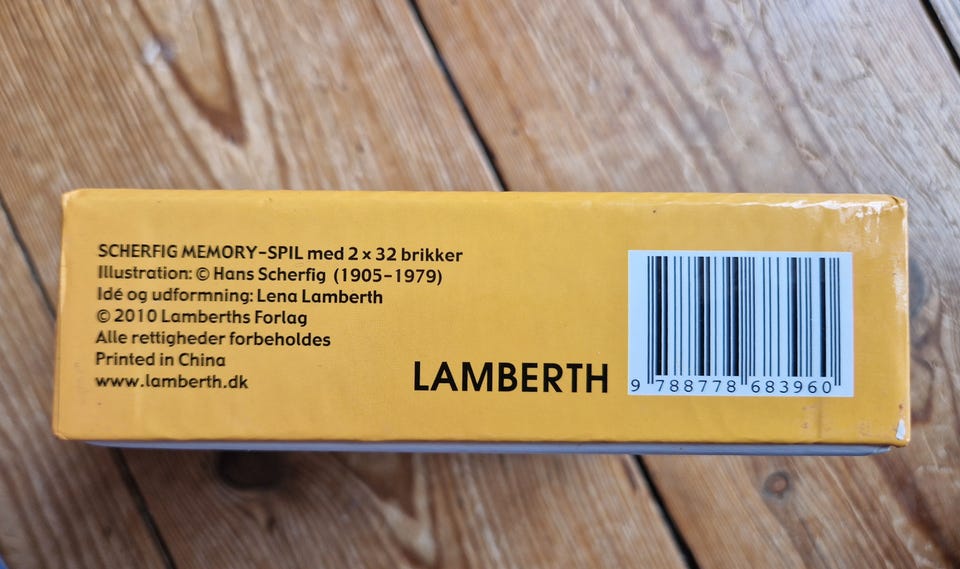 SCHERFIG MEMORY-SPIL med 2 x 32 brikker
Illustration: © Hans Scherfig (1905-1979)
Idé og udformning: Lena Lamberth
© 2010 Lamberths Forlag
Alle rettigheder forbeholdes
Printed in China
www.lamberth.dk
LAMBERTH
9 788778 683960